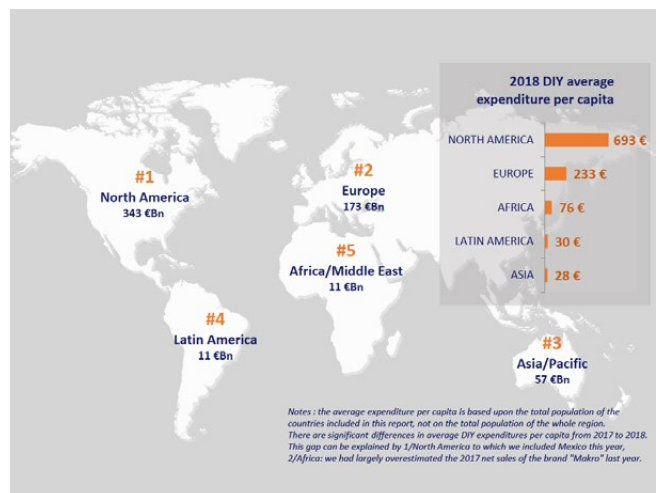 2018 DIY average
expenditure per capita
NORTH AMERICA 693 €
EUROPE 233 €
AFRICA 76 €
LATIN AMERICA 30 €
ASIA 28 €
#1
North America
343 €Bn
#2
Europe
173 €Bn
#5
Africa/Middle East
11 €Bn
#4
Latin America
11 €Bn
#3
Asia/Pacific
57 €Bn
Notes : the average expenditure per capita is based upon the total population of the
countries included in this report, not on the total population of the whole region.
There are significant differences in average DIY expenditures per capita from 2017 to 2018.
This gap can be explained by 1/North America to which we included Mexico this year,
2/Africa: we had largely overestimated the 2017 net sales of the brand "Makro" last year.